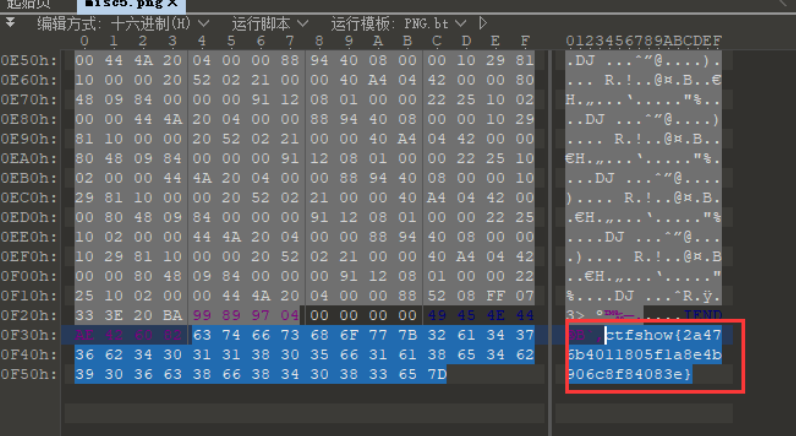 起始页 misc5.png ×
编辑方式: 十六进制(H) 运行脚本 运行模板: PNG.bt
0 1 2 3 4 5 6 7 8 9 A B C D E F 0123456789ABCDEF
0E50h: 00 44 4A 20 04 00 00 88 94 40 08 00 00 10 29 81 .DJ ...ˆ”@....).
0E60h: 10 00 00 20 52 02 21 00 00 40 A4 04 42 00 00 80 ... R.!..@¤.B..€
0E70h: 48 09 84 00 00 00 91 12 08 01 00 00 22 25 10 02 H.„...‘....."%..
0E80h: 00 00 44 4A 20 04 00 00 88 94 40 08 00 00 10 29 ..DJ ...ˆ”@....)
0E90h: 81 10 00 00 20 52 02 21 00 00 40 A4 04 42 00 00 .... R.!..@¤.B..
0EA0h: 80 48 09 84 00 00 00 91 12 08 01 00 00 22 25 10 €H.„...‘....."%.
0EB0h: 02 00 00 44 4A 20 04 00 00 88 94 40 08 00 00 10 ...DJ ...ˆ”@....
0EC0h: 29 81 10 00 00 20 52 02 21 00 00 40 A4 04 42 00 ).... R.!..@¤.B.
0ED0h: 00 80 48 09 84 00 00 00 91 12 08 01 00 00 22 25 .€H.„...‘....."%
0EE0h: 10 02 00 00 44 4A 20 04 00 00 88 94 40 08 00 00 ....DJ ...ˆ”@...
0EF0h: 10 29 81 10 00 00 20 52 02 21 00 00 40 A4 04 42 .).... R.!..@¤.B
0F00h: 00 00 80 48 09 84 00 00 00 91 12 08 01 00 00 22 ..€H.„...‘....."
0F10h: 25 10 02 00 00 44 4A 20 04 00 00 88 52 08 FF 07 %....DJ ...ˆR.ÿ.
0F20h: 33 3E 20 BA 99 89 97 04 00 00 00 00 49 45 4E 44 3> º™‰—.....IEND
0F30h: AE 42 60 82 63 74 66 73 68 6F 77 7B 32 61 34 37 ®B`‚ctfshow{2a47
0F40h: 36 62 34 30 31 31 38 30 35 66 31 61 38 65 34 62 6b4011805f1a8e4b
0F50h: 39 30 36 63 38 66 38 34 30 38 33 65 7D 906c8f84083e}